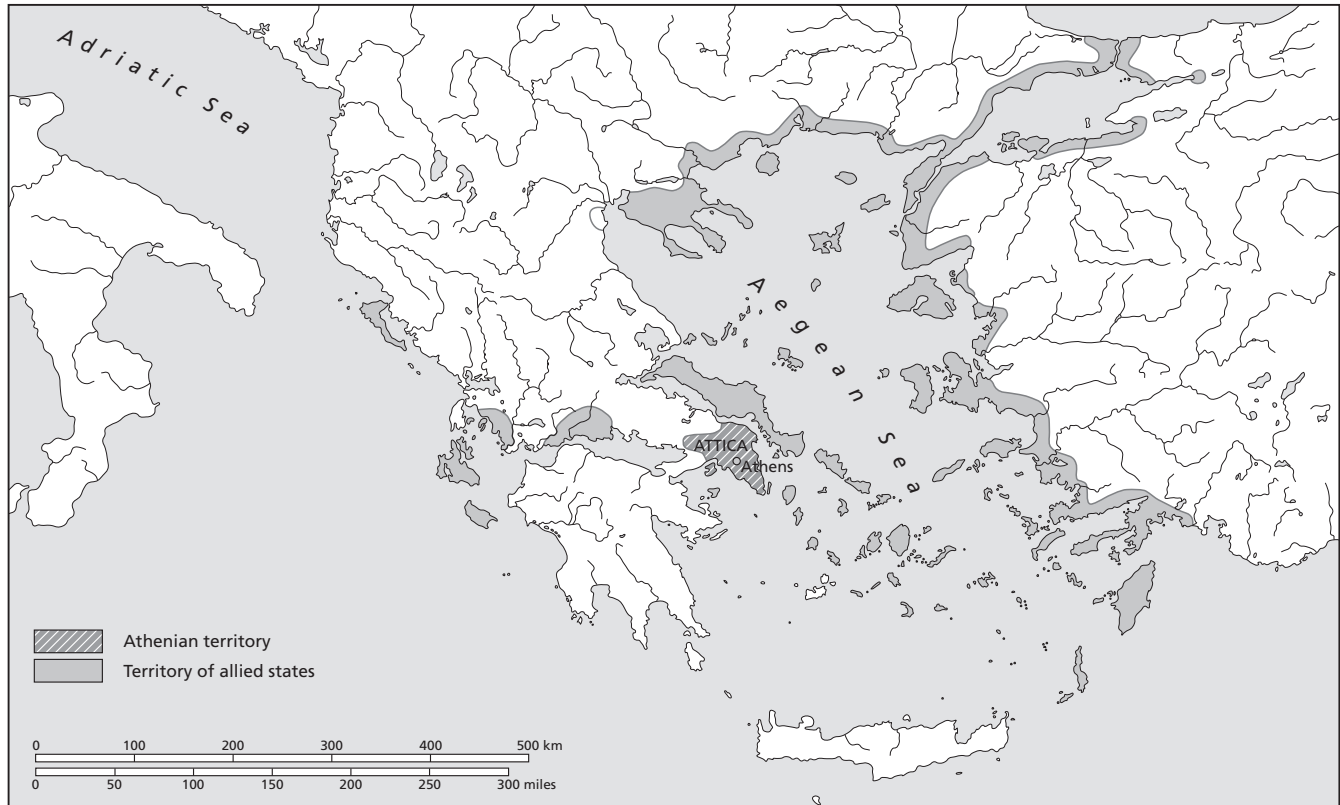 Adriatic Sea
Aegean Sea
ATTICA
Athens
Athenian territory
Territory of allied states
0 100 200 300 400 500 km
0 50 100 150 200 250 300 miles